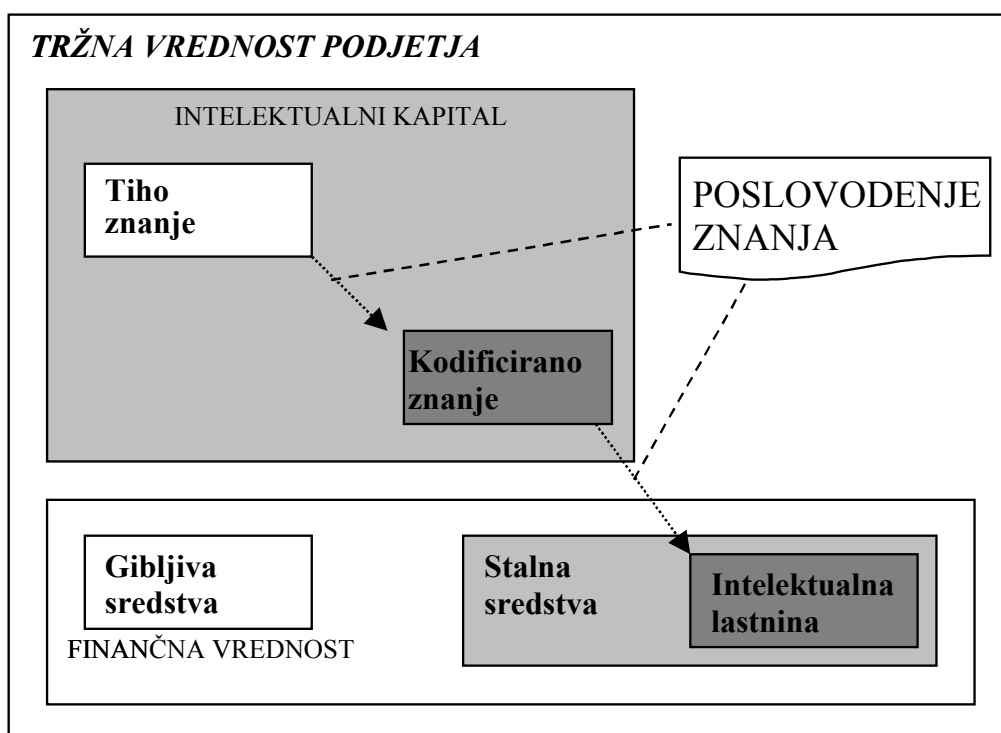 TRŽNA VREDNOST PODJETJA
INTELEKTUALNI KAPITAL
Tiho
znanje
POSLOVODENJE
ZNANJA
Kodificirano
znanje
Gibljiva
sredstva
FINANČNA VREDNOST
Stalna
sredstva
Intelektualna
lastnina